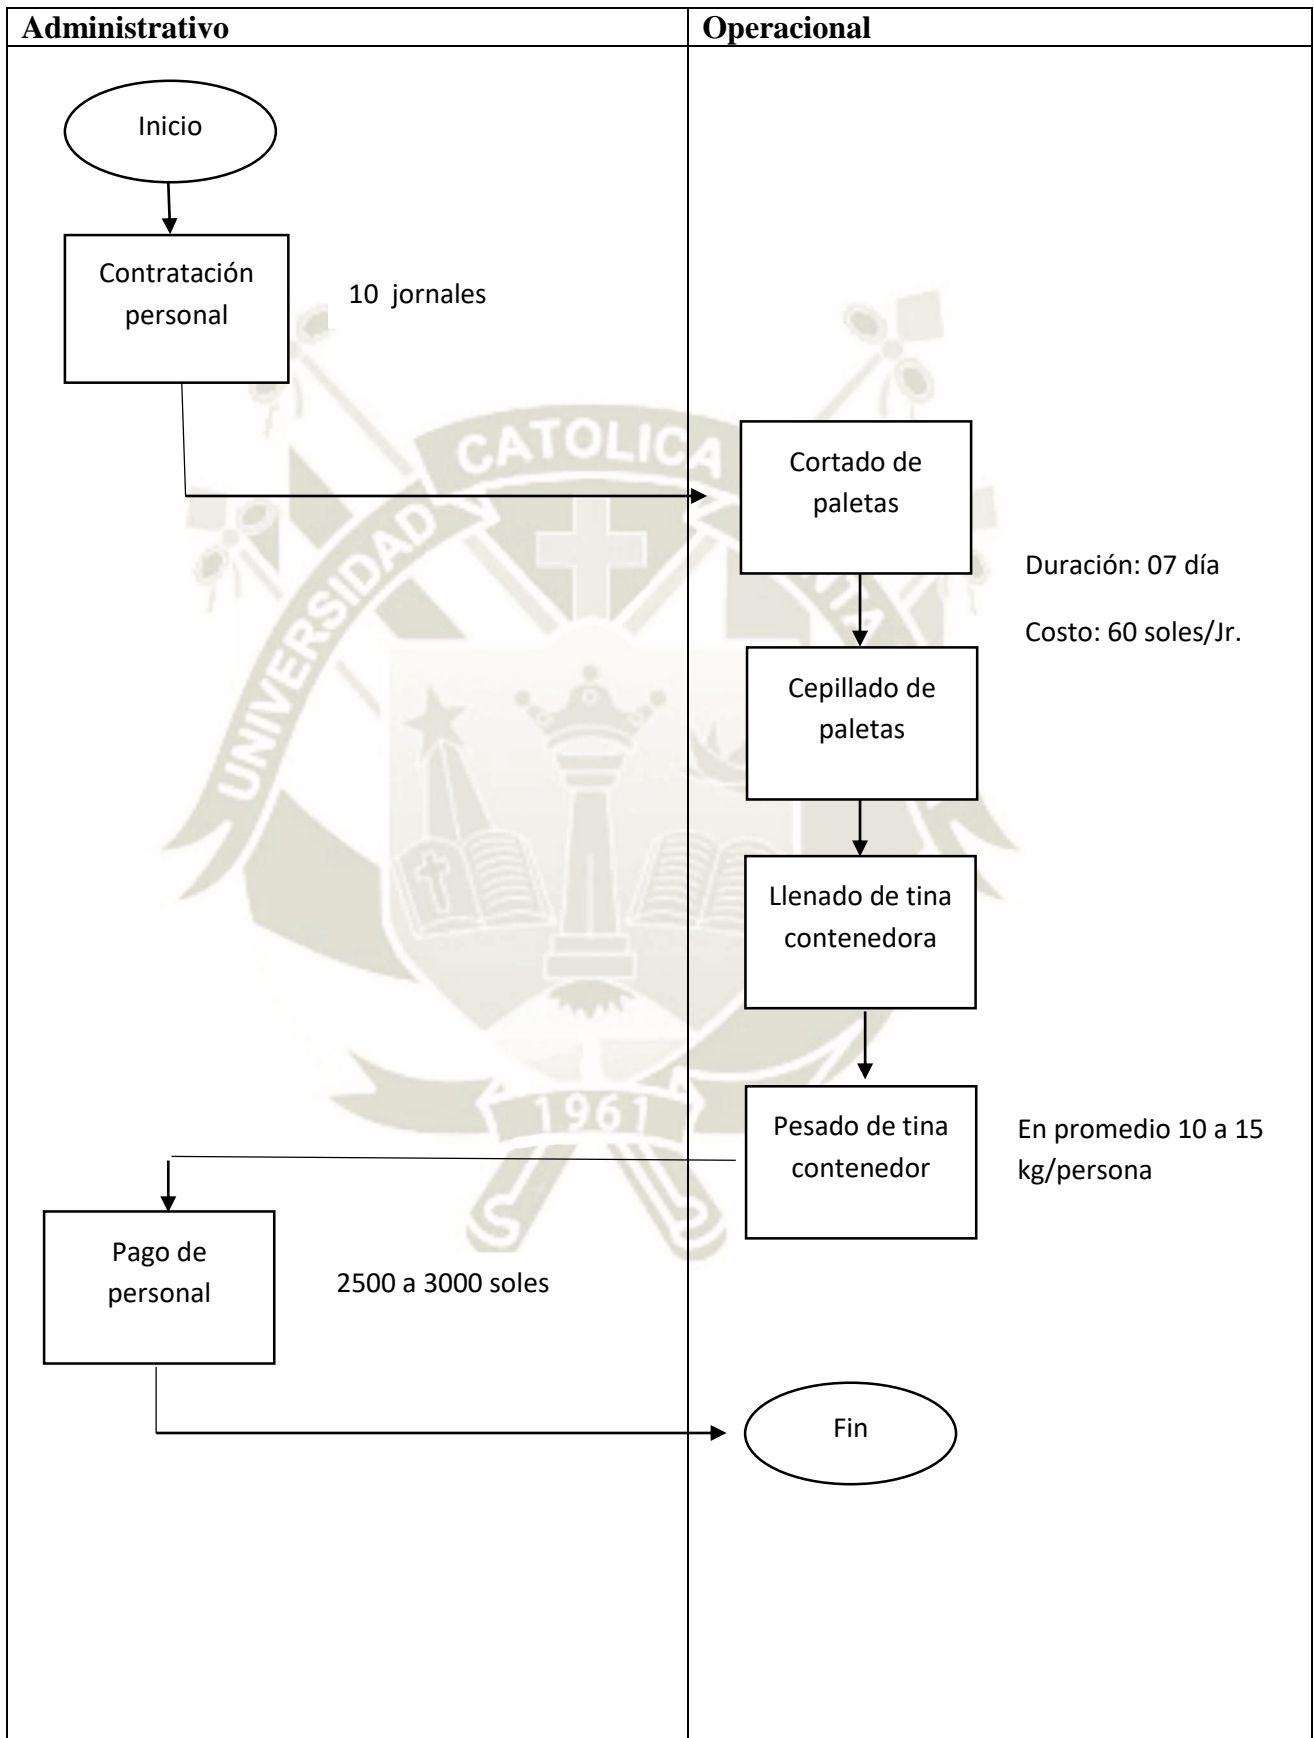 Administrativo
Operacional
Inicio
Contratación
personal
10 jornales
Cortado de
paletas
Duración: 07 día
Costo: 60 soles/Jr.
Cepillado de
paletas
Llenado de tina
contenedora
Pesado de tina
contenedor
En promedio 10 a 15
kg/persona
Pago de
personal
2500 a 3000 soles
Fin
UNIVERSIDAD CATOLICA
1961